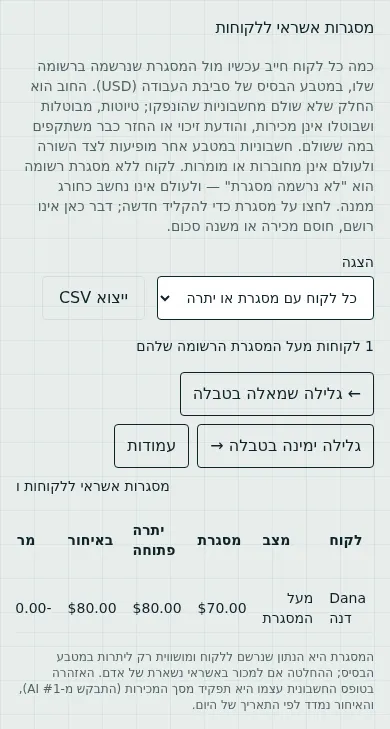 מסגרות אשראי ללקוחות
כמה כל לקוח חייב עכשיו מול המסגרת שנרשמה ברשומה
שלו, במטבע הבסיס של סביבת העבודה (USD). החוב הוא
החלק שלא שולם מחשבוניות שהונפקו; טיוטות, מבוטלות
ושבוטלו אינן מכירות, והודעת זיכוי או החזר כבר משתקפים
במה ששולם. חשבוניות במטבע אחר מופיעות לצד השורה
ולעולם אינן מחוברות או מומרות. לקוח ללא מסגרת רשומה
הוא "לא נרשמה מסגרת" — ולעולם אינו נחשב כחורג
ממנה. לחצו על מסגרת כדי להקליד חדשה; דבר כאן אינו
רושם, חוסם מכירה או משנה סכום.
הצגה
כל לקוח עם מסגרת או יתרה
ייצוא CSV
1 לקוחות מעל המסגרת הרשומה שלהם
← גלילה שמאלה בטבלה
גלילה ימינה בטבלה →
עמודות
מסגרות אשראי ללקוחות ו
לקוח מצב מסגרת יתרה פתוחה באיחור מר
Dana דנה מעל המסגרת $70.00 $80.00 $80.00 -0.00
המסגרת היא הנתון שנרשם ללקוח ומושווית רק ליתרות במטבע
הבסיס; ההחלטה אם למכור באשראי נשארת של אדם. האזהרה
בטופס החשבונית עצמו היא תפקיד מסך המכירות (התבקש מ-AI #1),
והאיחור נמדד לפי התאריך של היום.